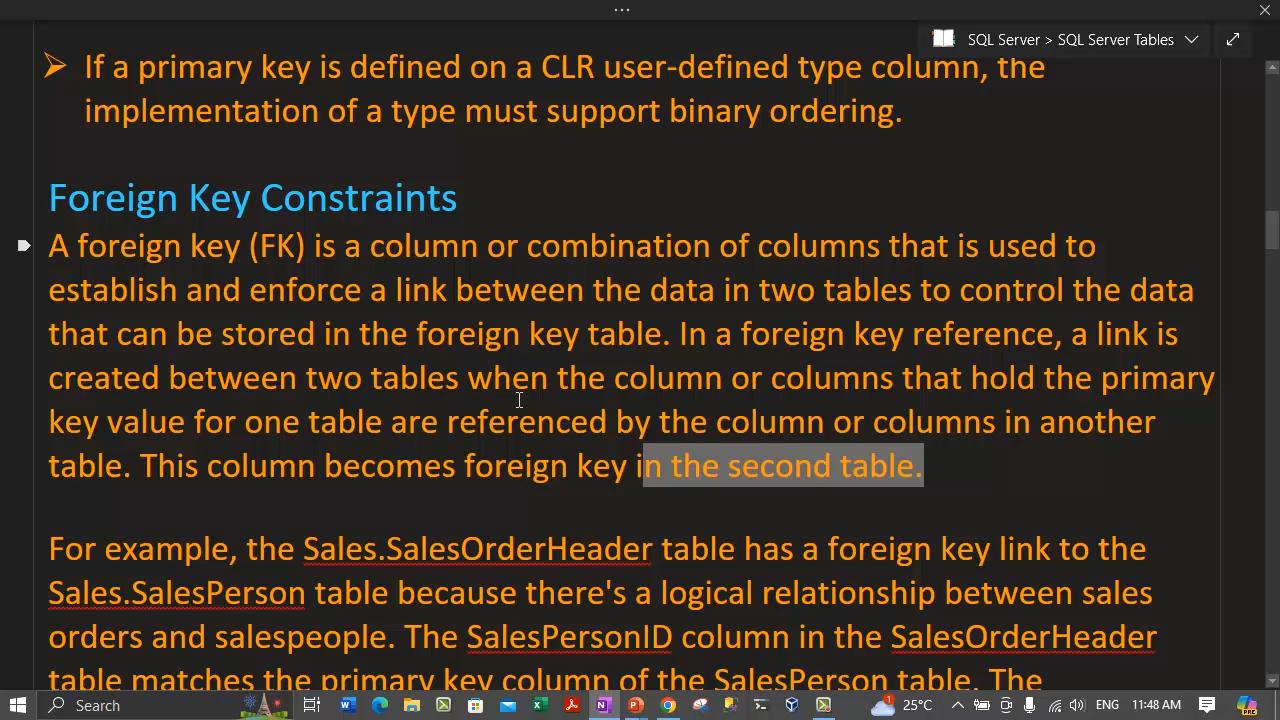 ...
SQL Server > SQL Server Tables
If a primary key is defined on a CLR user-defined type column, the
implementation of a type must support binary ordering.
Foreign Key Constraints
A foreign key (FK) is a column or combination of columns that is used to
establish and enforce a link between the data in two tables to control the data
that can be stored in the foreign key table. In a foreign key reference, a link is
created between two tables when the column or columns that hold the primary
key value for one table are referenced by the column or columns in another
table. This column becomes foreign key in the second table.
For example, the Sales.SalesOrderHeader table has a foreign key link to the
Sales.SalesPerson table because there's a logical relationship between sales
orders and salespeople. The SalesPersonID column in the SalesOrderHeader
table matches the primary key column of the SalesPerson table. The
Search
1
25°C
ENG
11:48 AM
PRE